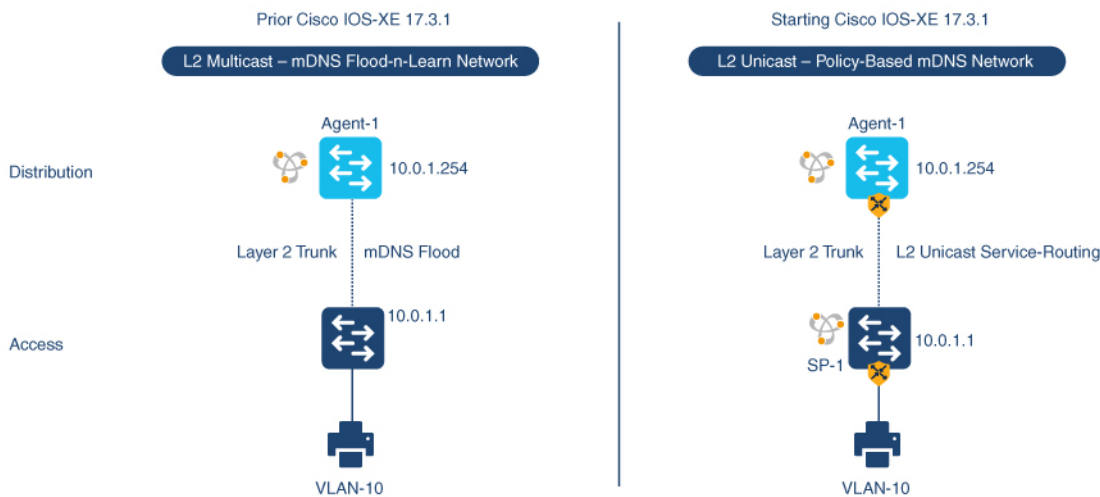 Prior Cisco IOS-XE 17.3.1
L2 Multicast – mDNS Flood-n-Learn Network
Agent-1
Distribution
10.0.1.254
Layer 2 Trunk
mDNS Flood
10.0.1.1
Access
VLAN-10
Starting Cisco IOS-XE 17.3.1
L2 Unicast – Policy-Based mDNS Network
Agent-1
10.0.1.254
Layer 2 Trunk
L2 Unicast Service-Routing
10.0.1.1
SP-1
VLAN-10